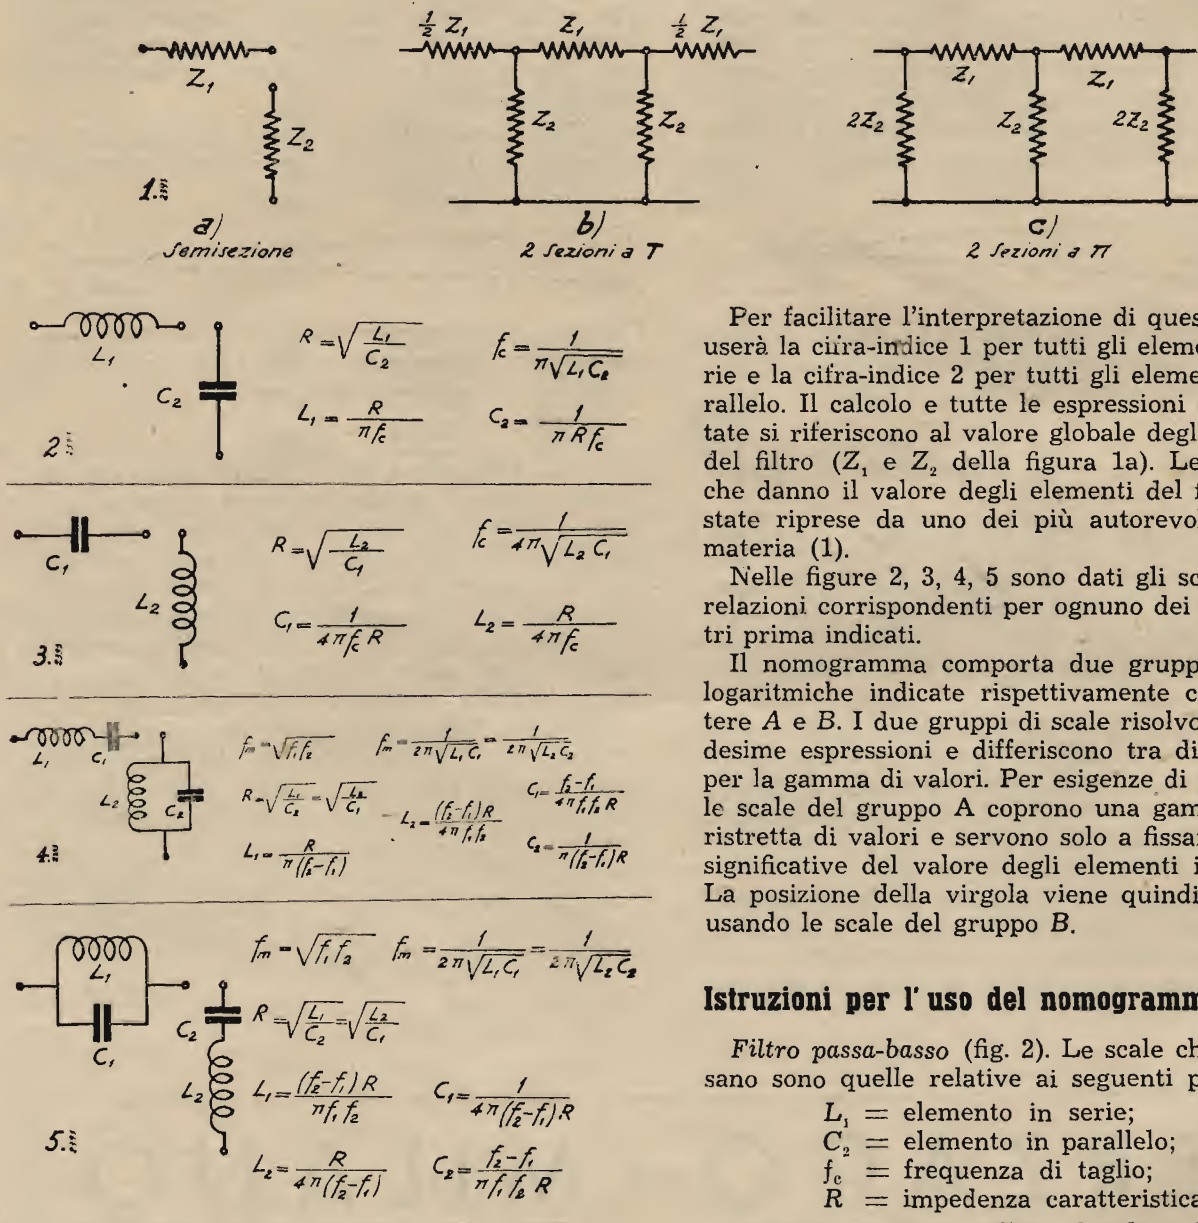 ½ Z₁ Z₁ ½ Z₁
Z₁ Z₁ Z₁
Z₂ Z₂ Z₂ 2Z₂ Z₂ 2Z₂
1.
a) b) c)
Semisezione 2 Sezioni a T 2 Sezioni a π
L₁
C₂
R = √(L₁/C₂) f_c = 1/(π√(L₁C₂))
L₁ = R/(πf_c) C₂ = 1/(πRf_c)
2
C₁
L₂
R = √(L₂/C₁) f_c = 1/(4π√(L₂C₁))
C₁ = 1/(4πf_c R) L₂ = R/(4πf_c)
3.
L₁ C₁
L₂ C₂
f_m = √(f₁f₂) f_m = 1/(2π√(L₁C₁)) = 1/(2π√(L₂C₂))
R = √(L₁/C₂) = √(L₂/C₁) L₂ = (f₂-f₁)R/(4πf₁f₂) C₁ = (f₂-f₁)/(4πf₁f₂R)
L₁ = R/(π(f₂-f₁)) C₂ = 1/(π(f₂-f₁)R)
4.
L₁
C₁
C₂
L₂
f_m = √(f₁f₂) f_m = 1/(2π√(L₁C₁)) = 1/(2π√(L₂C₂))
R = √(L₁/C₂) = √(L₂/C₁)
L₁ = (f₂-f₁)R/(πf₁f₂) C₁ = 1/(4π(f₂-f₁)R)
L₂ = R/(4π(f₂-f₁)) C₂ = (f₂-f₁)/(πf₁f₂R)
5.
Per facilitare l'interpretazione di ques
userà la cifra-indice 1 per tutti gli eleme
rie e la cifra-indice 2 per tutti gli eleme
rallelo. Il calcolo e tutte le espressioni
tate si riferiscono al valore globale degl
del filtro (Z₁ e Z₂ della figura 1a). Le
che danno il valore degli elementi del f
state riprese da uno dei più autorevol
materia (1).
Nelle figure 2, 3, 4, 5 sono dati gli sc
relazioni corrispondenti per ognuno dei
tri prima indicati.
Il nomogramma comporta due grupp
logaritmiche indicate rispettivamente c
tere A e B. I due gruppi di scale risolvo
desime espressioni e differiscono tra di
per la gamma di valori. Per esigenze di
le scale del gruppo A coprono una gam
ristretta di valori e servono solo a fissa
significative del valore degli elementi i
La posizione della virgola viene quindi
usando le scale del gruppo B.
Istruzioni per l'uso del nomogramm
Filtro passa-basso (fig. 2). Le scale ch
sano sono quelle relative ai seguenti p
L₁ = elemento in serie;
C₂ = elemento in parallelo;
f_c = frequenza di taglio;
R = impedenza caratteristica